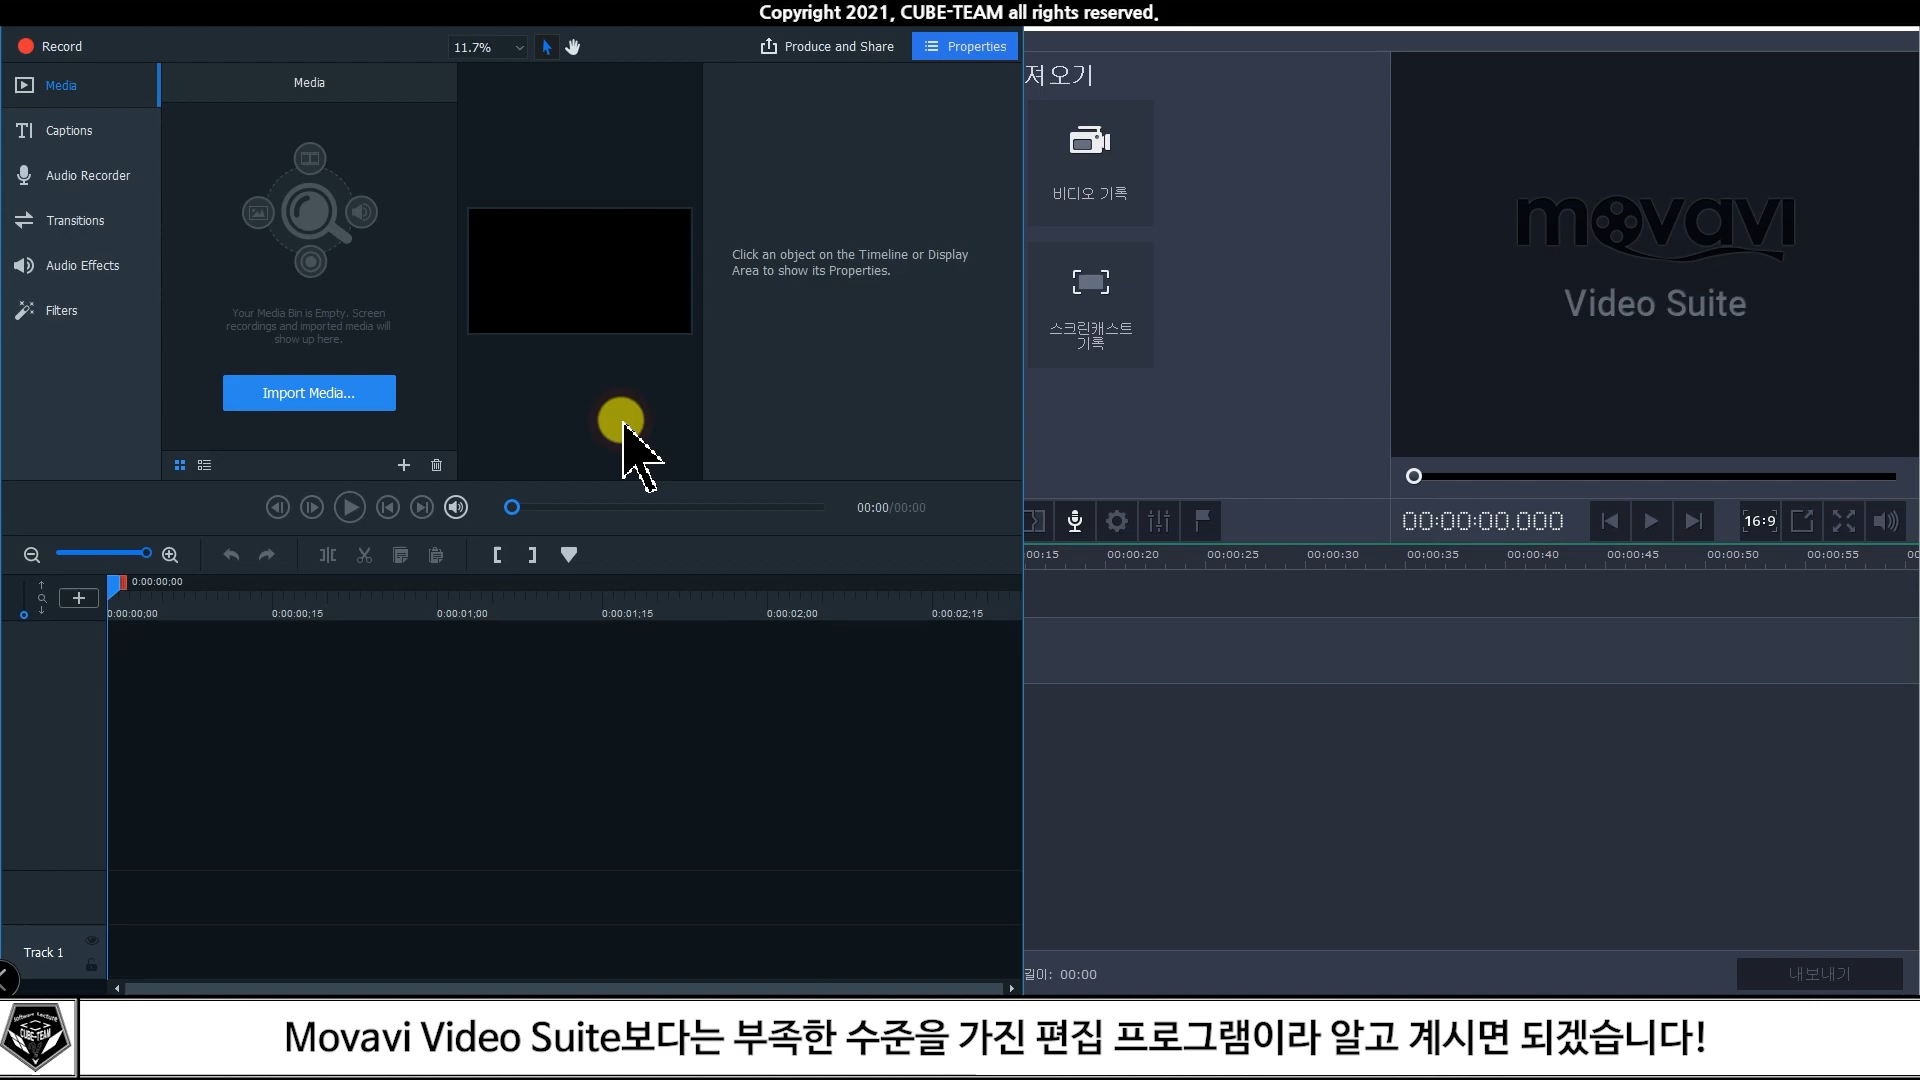 Copyright 2021, CUBE-TEAM all rights reserved.
Record
11.7%
Produce and Share
Properties
Media
Captions
Audio Recorder
Transitions
Audio Effects
Filters
Media
Your Media Bin is Empty. Screen
recordings and imported media will
show up here.
Import Media...
Click an object on the Timeline or Display
Area to show its Properties.
00:00/00:00
0:00:00;00
0:00:00;00 0:00:00;15 0:00:01;00 0:00:01;15 0:00:02;00 0:00:02;15
Track 1
져오기
비디오 기록
스크린캐스트
기록
movavi
Video Suite
00:00:00.000
16:9
00:15 00:00:20 00:00:25 00:00:30 00:00:35 00:00:40 00:00:45 00:00:50 00:00:55 00
길이: 00:00
내보내기
Software Lecture
CUBE-TEAM
Movavi Video Suite보다는 부족한 수준을 가진 편집 프로그램이라 알고 계시면 되겠습니다!